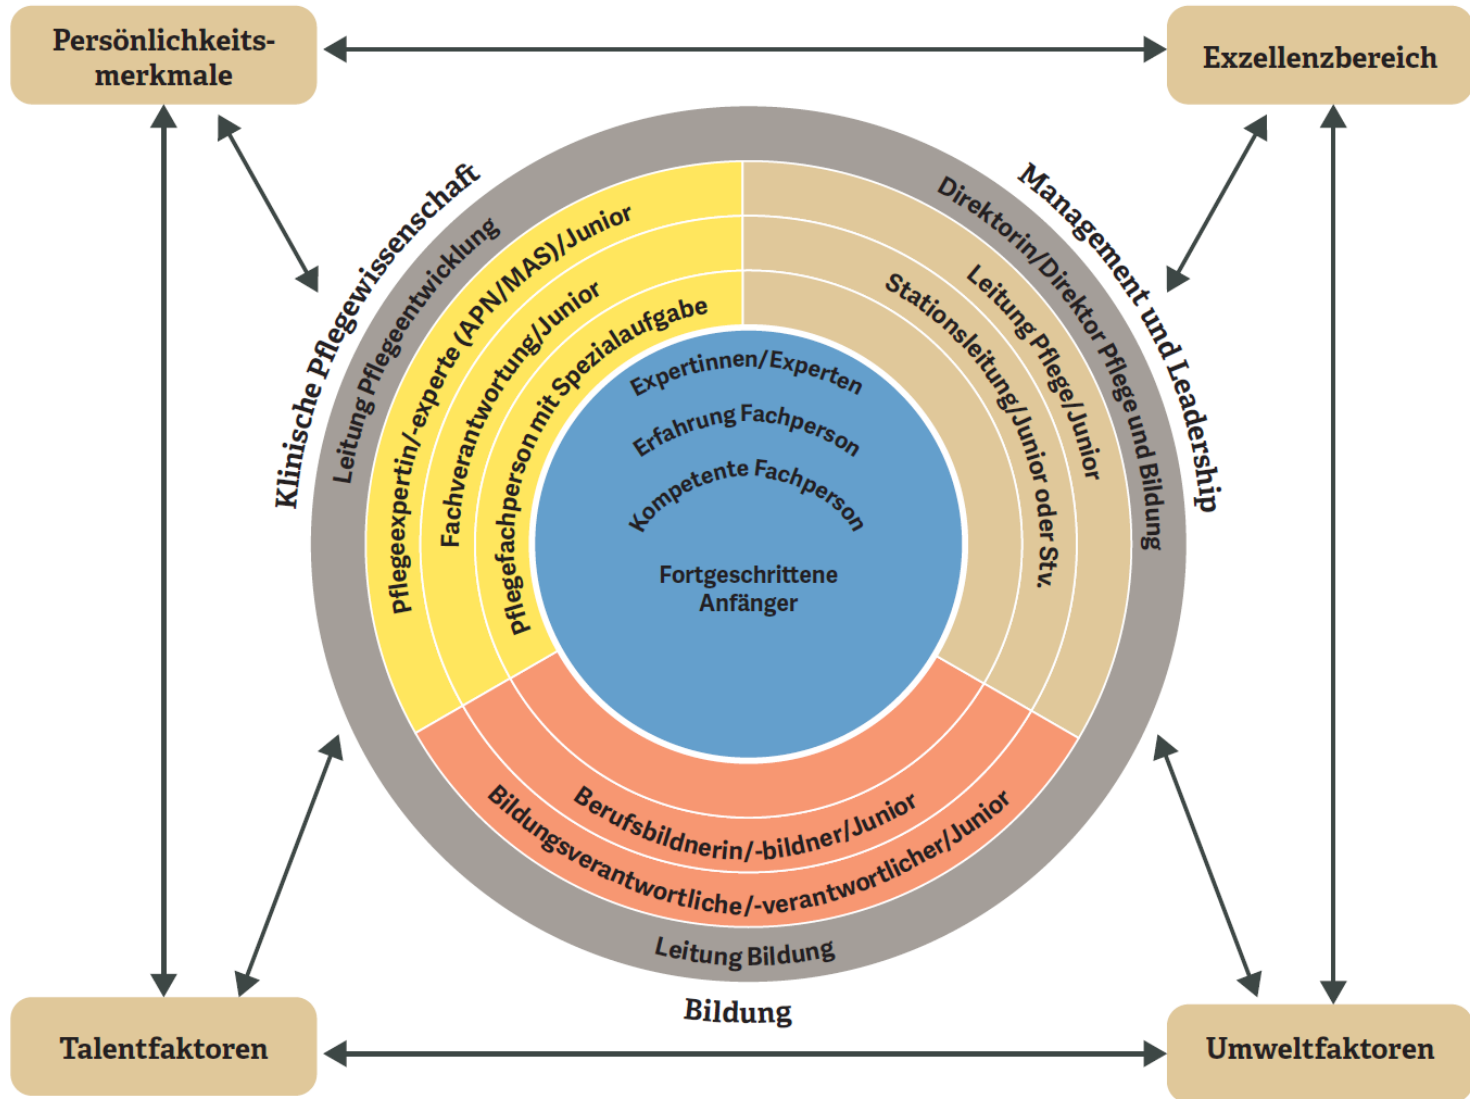 Persönlichkeits-
merkmale
Exzellenzbereich
Klinische Pflegewissenschaft
Leitung Pflegeentwicklung
Pflegeexpertin/-experte (APN/MAS)/Junior
Fachverantwortung/Junior
Pflegefachperson mit Spezialaufgabe
Management und Leadership
Direktorin/Direktor Pflege und Bildung
Leitung Pflege/Junior
Stationsleitung/Junior oder Stv.
Expertinnen/Experten
Erfahrung Fachperson
Kompetente Fachperson
Fortgeschrittene
Anfänger
Berufsbildnerin/-bildner/Junior
Bildungsverantwortliche/-verantwortlicher/Junior
Leitung Bildung
Bildung
Talentfaktoren
Umweltfaktoren